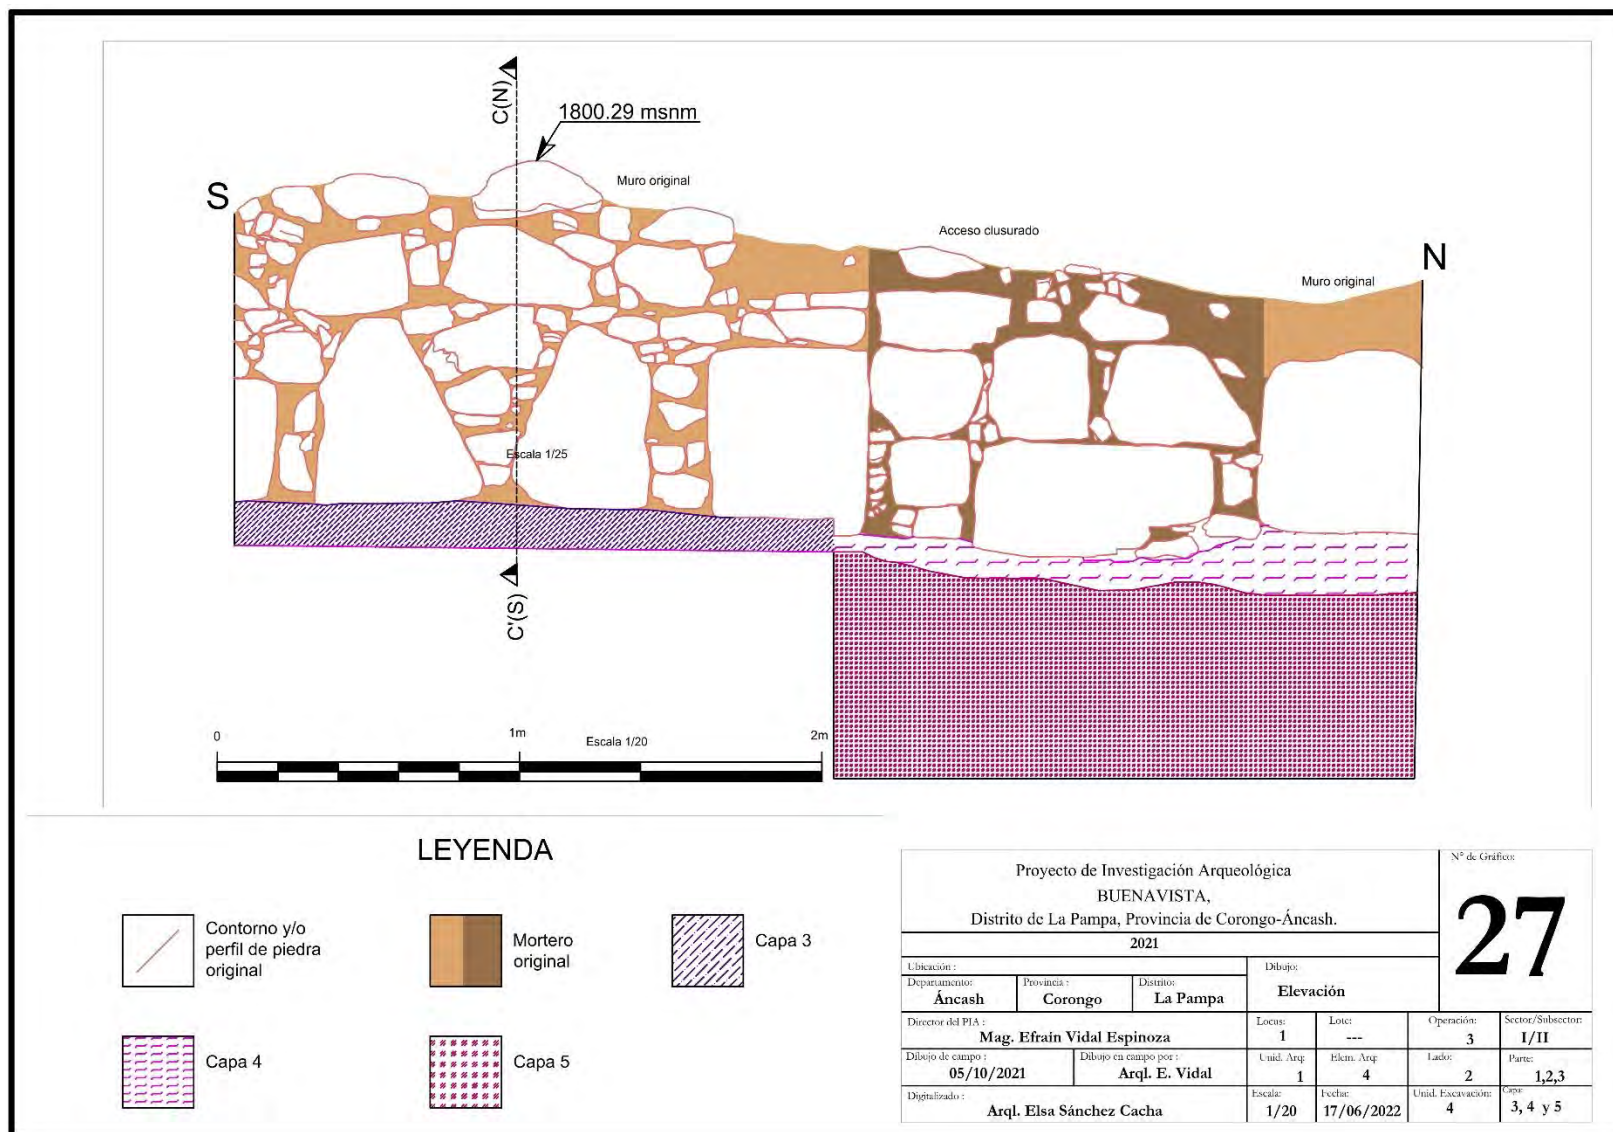 C(N)
1800.29 msnm
S
Muro original
Acceso clusurado
N
Muro original
Escala 1/25
C'(S)
0
1m
Escala 1/20
2m
LEYENDA
Contorno y/o
perfil de piedra
original
Mortero
original
Capa 3
Capa 4
Capa 5
Proyecto de Investigación Arqueológica
BUENAVISTA,
Distrito de La Pampa, Provincia de Corongo-Áncash.
2021
N° de Gráfico:
27
Ubicación :
Departamento:
Áncash
Provincia :
Corongo
Distrito:
La Pampa
Dibujo:
Elevación
Director del PIA :
Mag. Efraín Vidal Espinoza
Locus:
1
Lote:
---
Operación:
3
Sector/Subsector:
I/II
Dibujo de campo :
05/10/2021
Dibujo en campo por :
Arql. E. Vidal
Unid. Arq:
1
Elem. Arq:
4
Lado:
2
Parte:
1,2,3
Digitalizado :
Arql. Elsa Sánchez Cacha
Escala:
1/20
Fecha:
17/06/2022
Unid. Excavación:
4
Capa:
3, 4 y 5